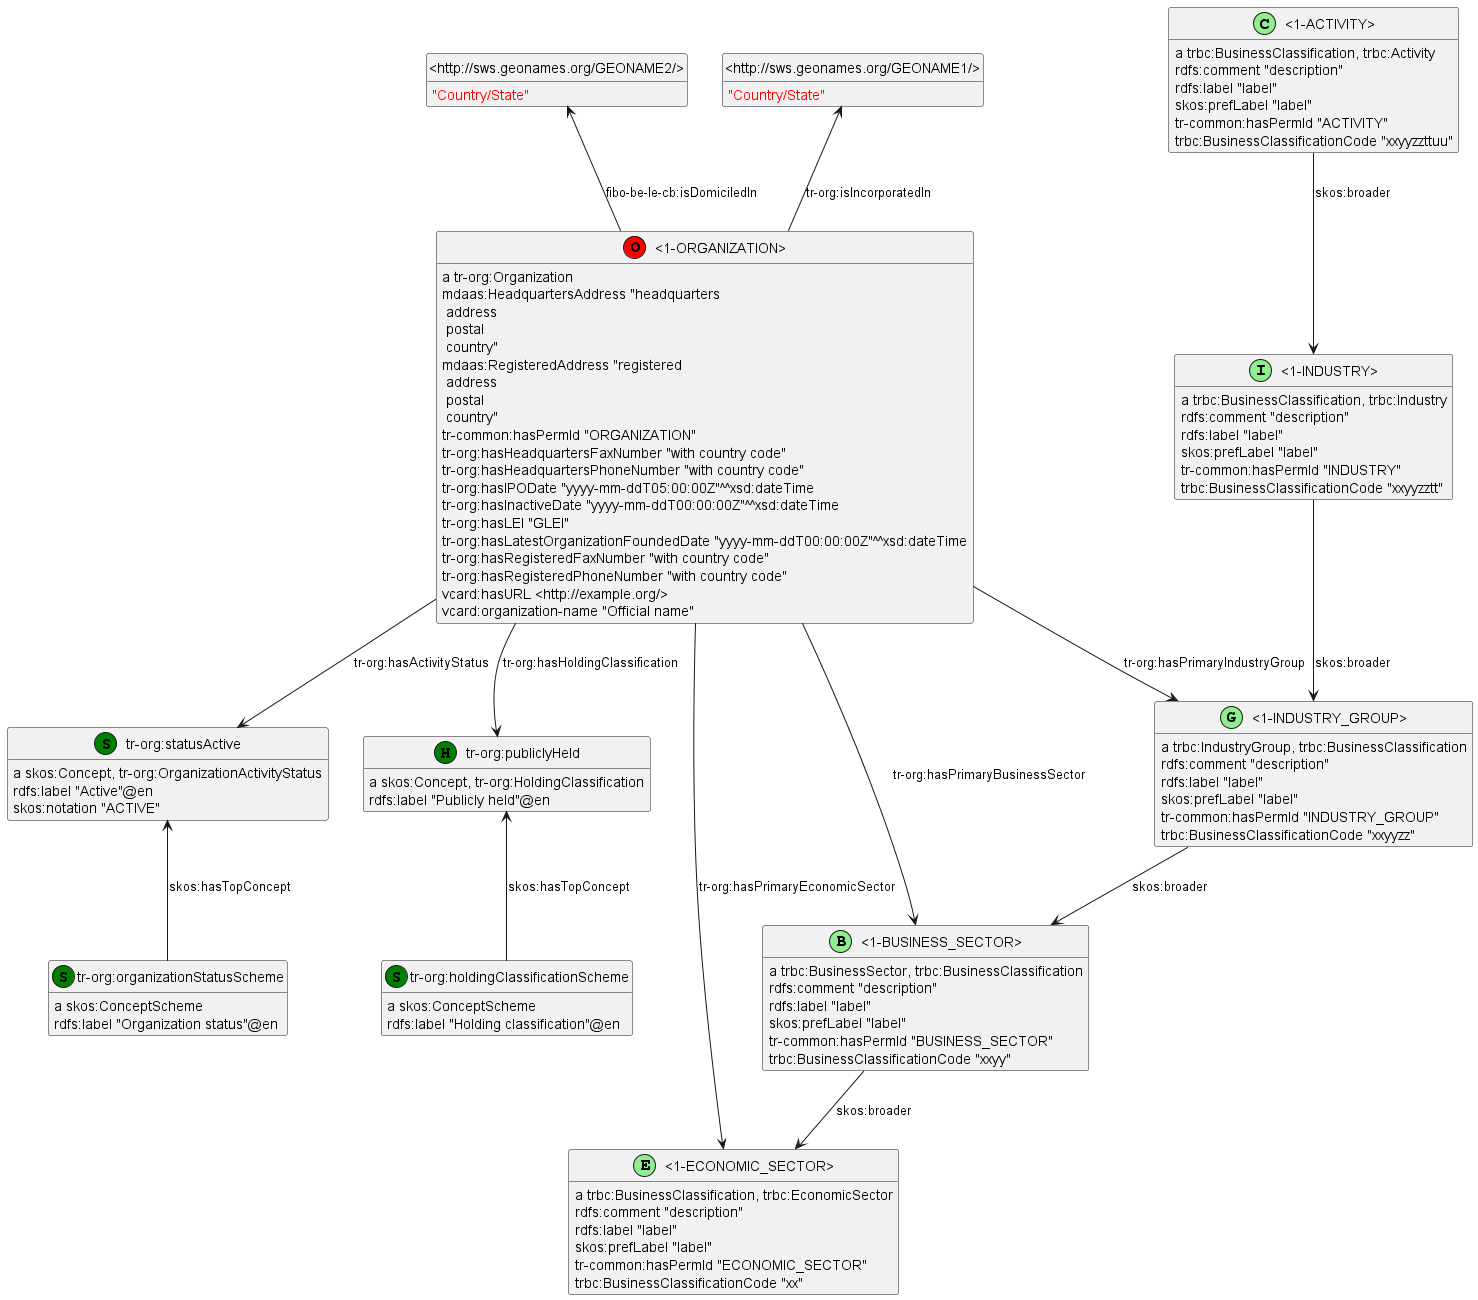 C <1-ACTIVITY>
a trbc:BusinessClassification, trbc:Activity
rdfs:comment "description"
rdfs:label "label"
skos:prefLabel "label"
tr-common:hasPermId "ACTIVITY"
trbc:BusinessClassificationCode "xxyyzzttuu"
<http://sws.geonames.org/GEONAME2/>
"Country/State"
<http://sws.geonames.org/GEONAME1/>
"Country/State"
fibo-be-le-cb:isDomiciledIn
tr-org:isIncorporatedIn
skos:broader
O <1-ORGANIZATION>
a tr-org:Organization
mdaas:HeadquartersAddress "headquarters
address
postal
country"
mdaas:RegisteredAddress "registered
address
postal
country"
tr-common:hasPermId "ORGANIZATION"
tr-org:hasHeadquartersFaxNumber "with country code"
tr-org:hasHeadquartersPhoneNumber "with country code"
tr-org:hasIPODate "yyyy-mm-ddT05:00:00Z"^^xsd:dateTime
tr-org:hasInactiveDate "yyyy-mm-ddT00:00:00Z"^^xsd:dateTime
tr-org:hasLEI "GLEI"
tr-org:hasLatestOrganizationFoundedDate "yyyy-mm-ddT00:00:00Z"^^xsd:dateTime
tr-org:hasRegisteredFaxNumber "with country code"
tr-org:hasRegisteredPhoneNumber "with country code"
vcard:hasURL <http://example.org/>
vcard:organization-name "Official name"
I <1-INDUSTRY>
a trbc:BusinessClassification, trbc:Industry
rdfs:comment "description"
rdfs:label "label"
skos:prefLabel "label"
tr-common:hasPermId "INDUSTRY"
trbc:BusinessClassificationCode "xxyyzztt"
tr-org:hasActivityStatus
tr-org:hasHoldingClassification
tr-org:hasPrimaryIndustryGroup
skos:broader
S tr-org:statusActive
a skos:Concept, tr-org:OrganizationActivityStatus
rdfs:label "Active"@en
skos:notation "ACTIVE"
H tr-org:publiclyHeld
a skos:Concept, tr-org:HoldingClassification
rdfs:label "Publicly held"@en
tr-org:hasPrimaryBusinessSector
G <1-INDUSTRY_GROUP>
a trbc:IndustryGroup, trbc:BusinessClassification
rdfs:comment "description"
rdfs:label "label"
skos:prefLabel "label"
tr-common:hasPermId "INDUSTRY_GROUP"
trbc:BusinessClassificationCode "xxyyzz"
skos:hasTopConcept
skos:hasTopConcept
tr-org:hasPrimaryEconomicSector
skos:broader
S tr-org:organizationStatusScheme
a skos:ConceptScheme
rdfs:label "Organization status"@en
S tr-org:holdingClassificationScheme
a skos:ConceptScheme
rdfs:label "Holding classification"@en
B <1-BUSINESS_SECTOR>
a trbc:BusinessSector, trbc:BusinessClassification
rdfs:comment "description"
rdfs:label "label"
skos:prefLabel "label"
tr-common:hasPermId "BUSINESS_SECTOR"
trbc:BusinessClassificationCode "xxyy"
skos:broader
E <1-ECONOMIC_SECTOR>
a trbc:BusinessClassification, trbc:EconomicSector
rdfs:comment "description"
rdfs:label "label"
skos:prefLabel "label"
tr-common:hasPermId "ECONOMIC_SECTOR"
trbc:BusinessClassificationCode "xx"